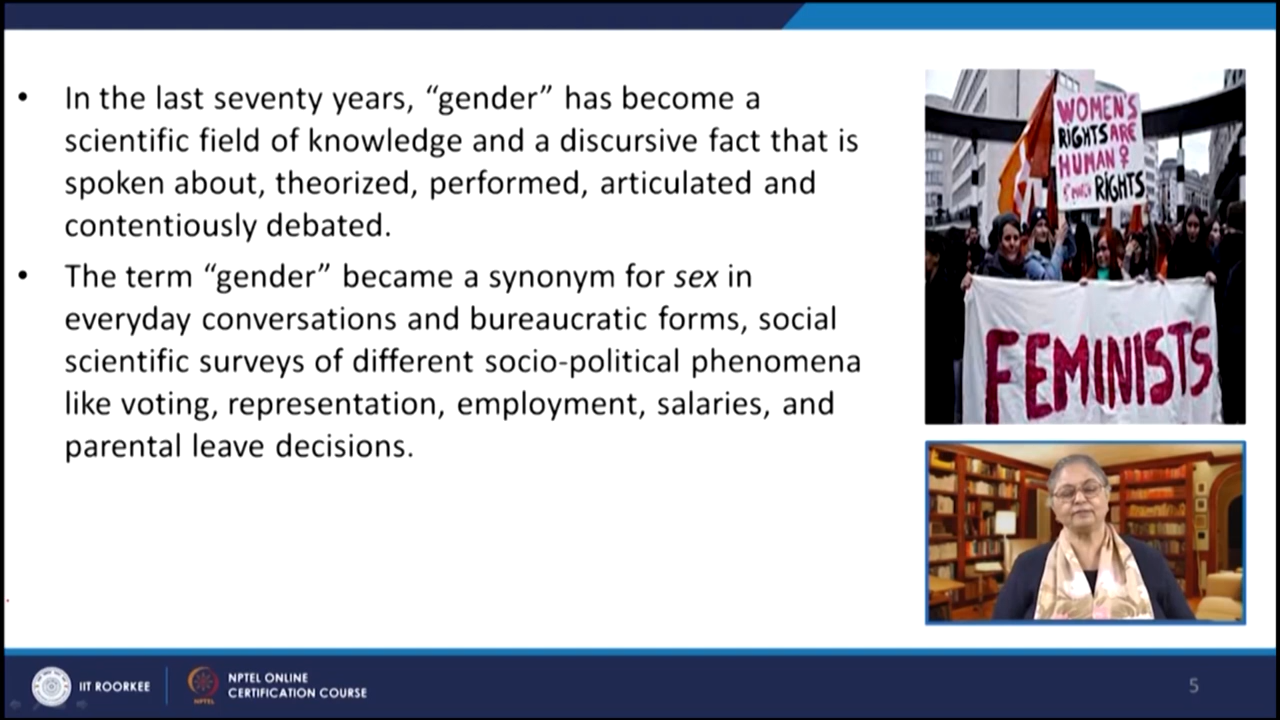 • In the last seventy years, “gender” has become a
scientific field of knowledge and a discursive fact that is
spoken about, theorized, performed, articulated and
contentiously debated.
• The term “gender” became a synonym for sex in
everyday conversations and bureaucratic forms, social
scientific surveys of different socio-political phenomena
like voting, representation, employment, salaries, and
parental leave decisions.
WOMEN'S
RIGHTS ARE
HUMAN
RIGHTS
FEMINISTS
IIT ROORKEE
NPTEL
NPTEL ONLINE
CERTIFICATION COURSE
5